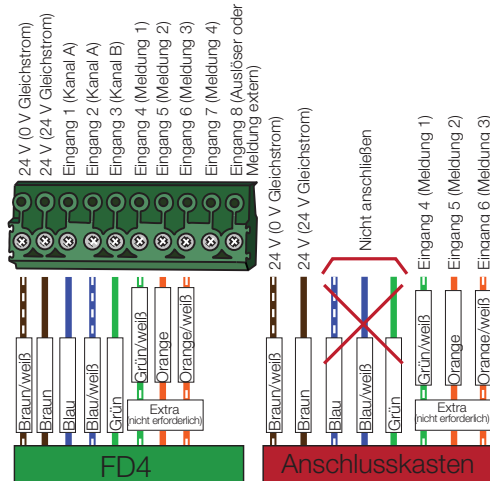 24 V (0 V Gleichstrom)
24 V (24 V Gleichstrom)
Eingang 1 (Kanal A)
Eingang 2 (Kanal A)
Eingang 3 (Kanal B)
Eingang 4 (Meldung 1)
Eingang 5 (Meldung 2)
Eingang 6 (Meldung 3)
Eingang 7 (Meldung 4)
Eingang 8 (Auslöser oder
Meldung extern)
24 V (0 V Gleichstrom)
24 V (24 V Gleichstrom)
Nicht anschließen
Eingang 4 (Meldung 1)
Eingang 5 (Meldung 2)
Eingang 6 (Meldung 3)
Braun/weiß
Braun
Blau
Blau/weiß
Grün
Grün/weiß
Orange
Orange/weiß
Extra
(nicht erforderlich)
FD4
Braun/weiß
Braun
Blau
Blau/weiß
Grün
Grün/weiß
Orange
Orange/weiß
Extra
(nicht erforderlich)
Anschlusskasten